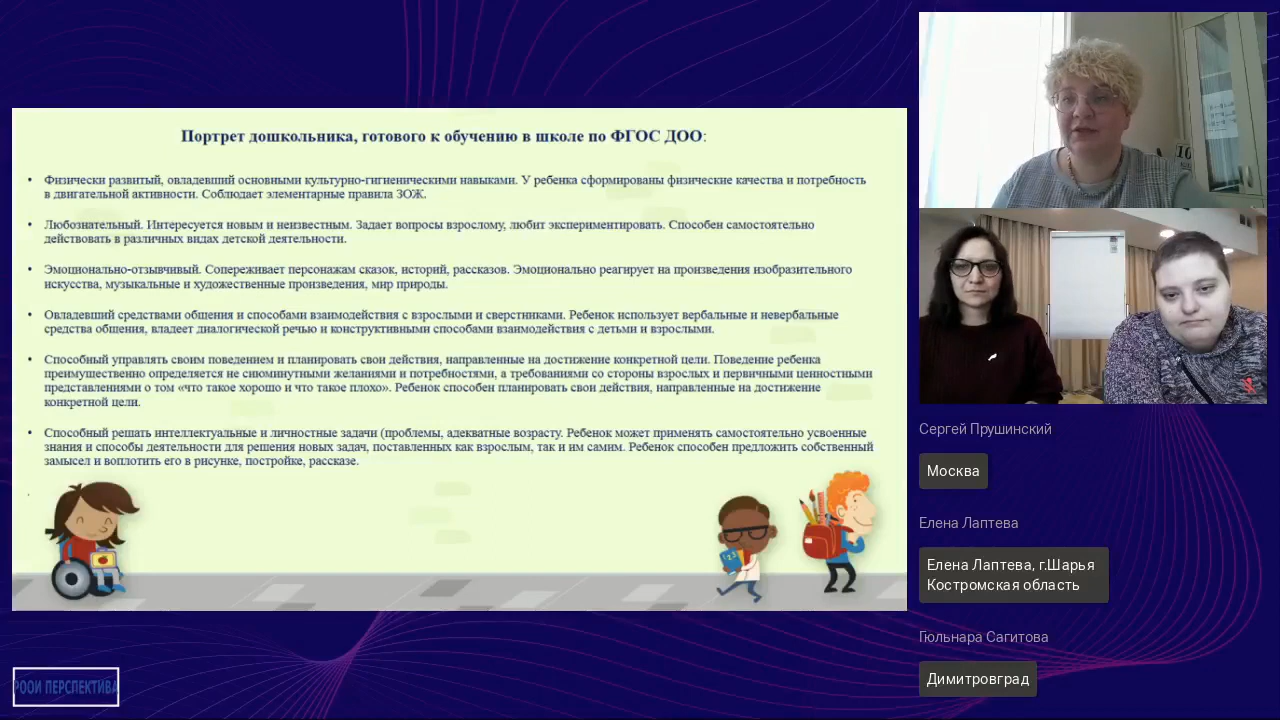 Портрет дошкольника, готового к обучению в школе по ФГОС ДОО:
• Физически развитый, овладевший основными культурно-гигиеническими навыками. У ребенка сформированы физические качества и потребность
в двигательной активности. Соблюдает элементарные правила ЗОЖ.
• Любознательный. Интересуется новым и неизвестным. Задает вопросы взрослому, любит экспериментировать. Способен самостоятельно
действовать в различных видах детской деятельности.
• Эмоционально-отзывчивый. Сопереживает персонажам сказок, историй, рассказов. Эмоционально реагирует на произведения изобразительного
искусства, музыкальные и художественные произведения, мир природы.
• Овладевший средствами общения и способами взаимодействия с взрослыми и сверстниками. Ребенок использует вербальные и невербальные
средства общения, владеет диалогической речью и конструктивными способами взаимодействия с детьми и взрослыми.
• Способный управлять своим поведением и планировать свои действия, направленные на достижение конкретной цели. Поведение ребенка
преимущественно определяется не сиюминутными желаниями и потребностями, а требованиями со стороны взрослых и первичными ценностными
представлениями о том «что такое хорошо и что такое плохо». Ребенок способен планировать свои действия, направленные на достижение
конкретной цели.
• Способный решать интеллектуальные и личностные задачи (проблемы, адекватные возрасту. Ребенок может применять самостоятельно усвоенные
знания и способы деятельности для решения новых задач, поставленных как взрослым, так и им самим. Ребенок способен предложить собственный
замысел и воплотить его в рисунке, постройке, рассказе.
РООИ ПЕРСПЕКТИВА
Сергей Прушинский
Москва
Елена Лаптева
Елена Лаптева, г.Шарья
Костромская область
Гюльнара Сагитова
Димитровград